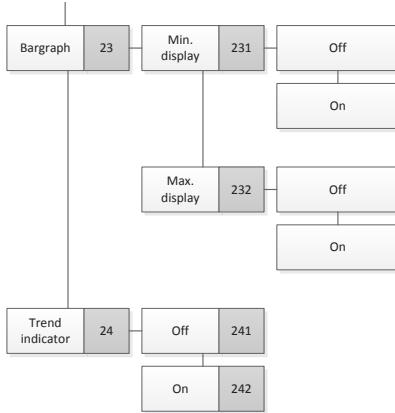 Bargraph 23 Min. display 231 Off
On
Max. display 232 Off
On
Trend indicator 24 Off 241
On 242